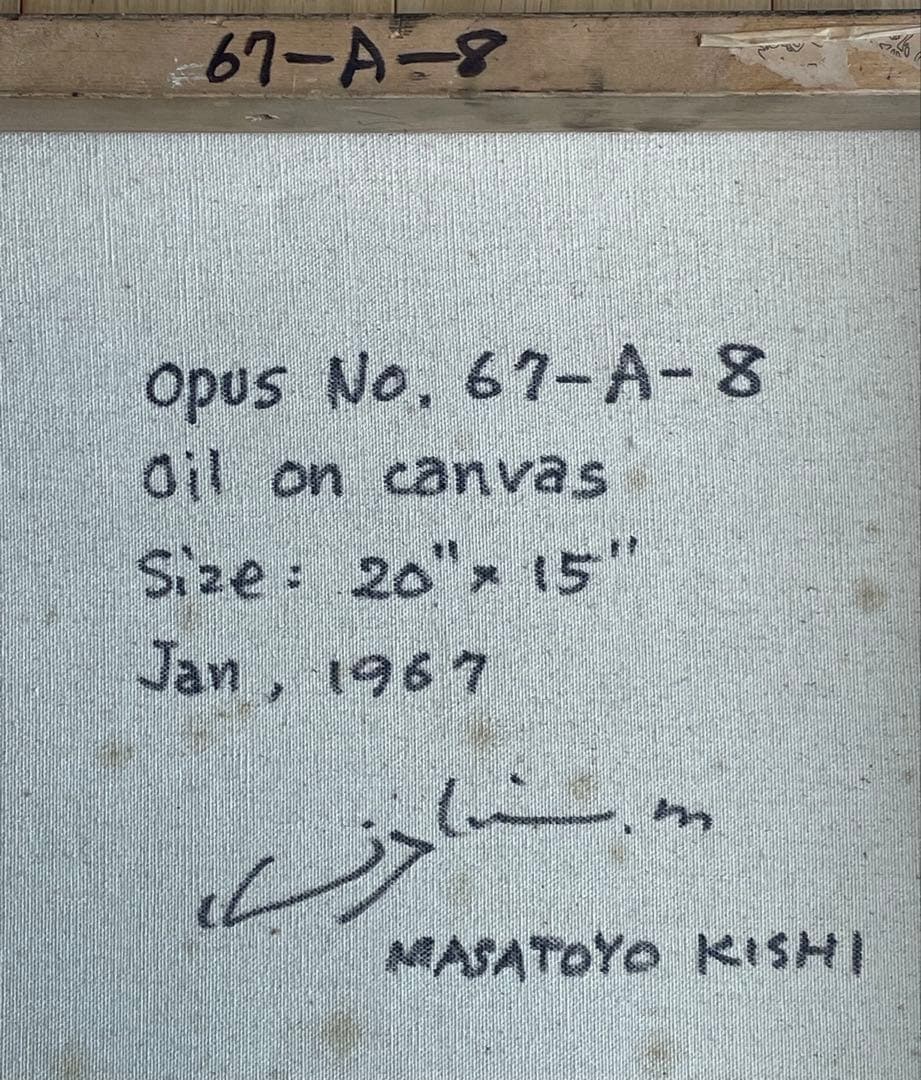 67-A-8
Opus No. 67-A-8
Oil on canvas
Size: 20" x 15"
Jan, 1967
MASATOYO KISHI